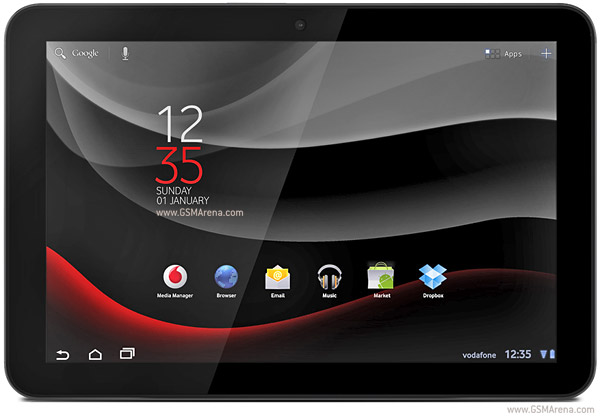 Google
Apps
12
35
SUNDAY
01 JANUARY
www.GSMArena.com
Media Manager
Browser
Email
Music
Market
Dropbox
vodafone 12:35
www.GSMArena.com